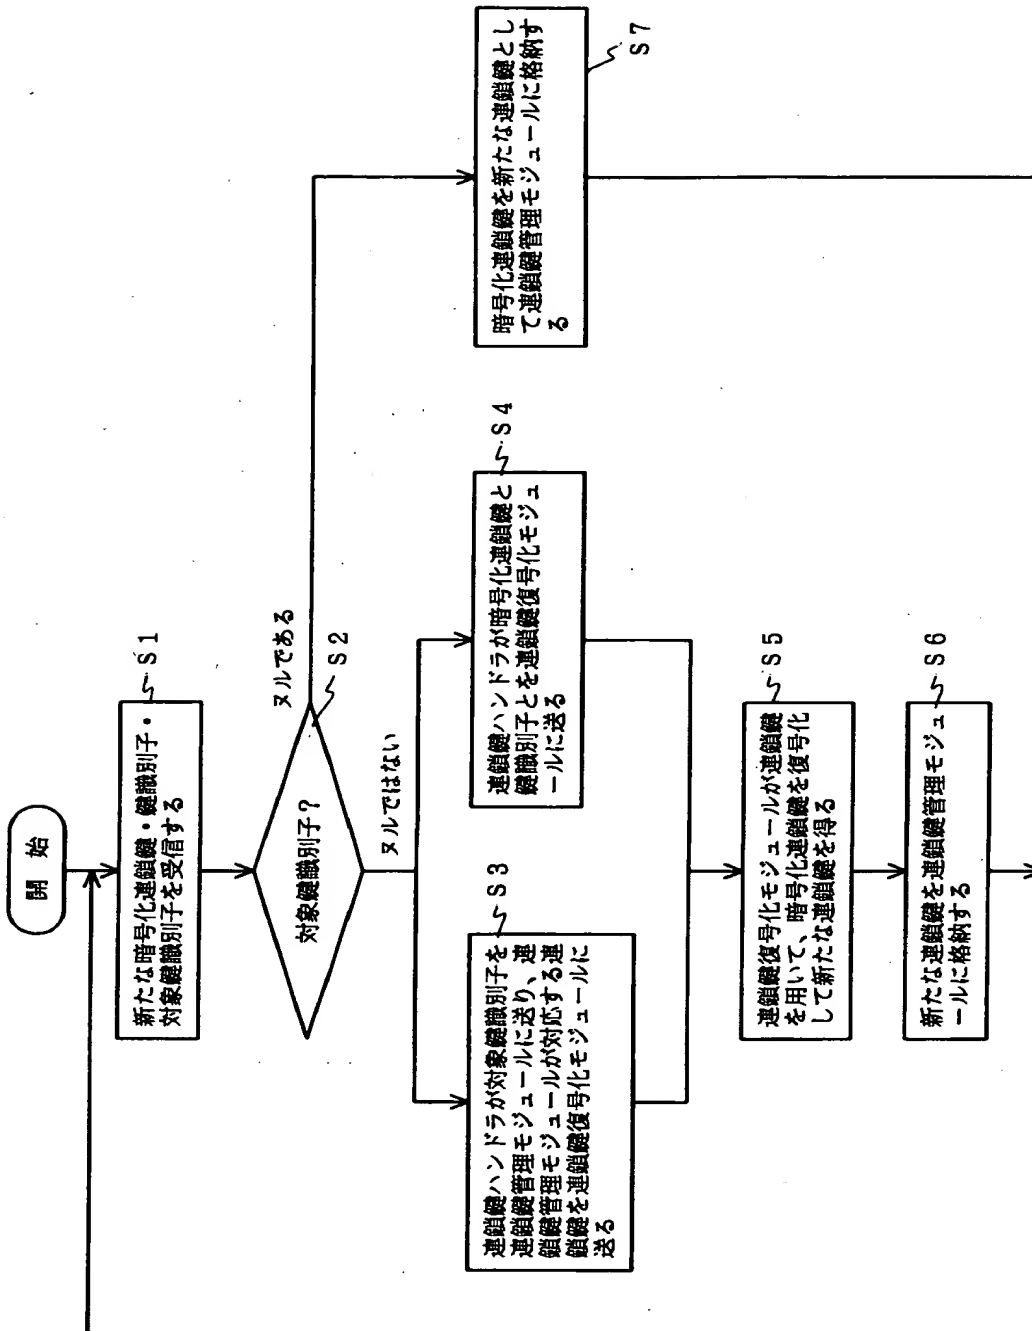 開 始
新たな暗号化連鎖鍵・鍵識別子・
対象鍵識別子を受信する
S1
対象鍵識別子？
S2
ヌルである
ヌルではない
連鎖鍵ハンドラが対象鍵識別子を
連鎖鍵管理モジュールに送り、連
鎖鍵管理モジュールが対応する連
鎖鍵を連鎖鍵復号化モジュールに
送る
S3
連鎖鍵ハンドラが暗号化連鎖鍵と
鍵識別子とを連鎖鍵復号化モジュ
ールに送る
S4
連鎖鍵復号化モジュールが連鎖鍵
を用いて、暗号化連鎖鍵を復号化
して新たな連鎖鍵を得る
S5
新たな連鎖鍵を連鎖鍵管理モジュ
ールに格納する
S6
暗号化連鎖鍵を新たな連鎖鍵とし
て連鎖鍵管理モジュールに格納す
る
S7